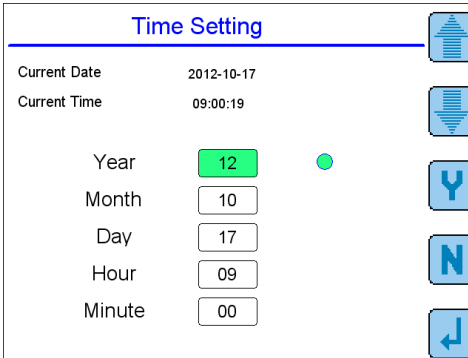 Time Setting
Current Date 2012-10-17
Current Time 09:00:19
Year 12
Month 10
Day 17
Hour 09
Minute 00
Y
N